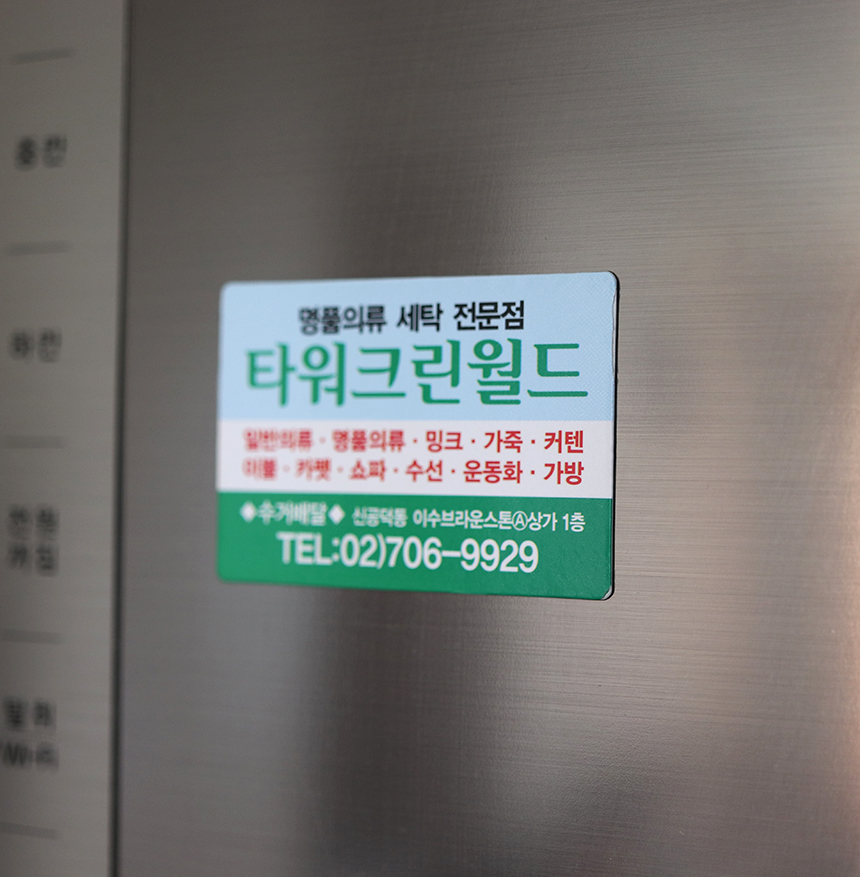 명품의류 세탁 전문점
타워크린월드
일반의류 · 명품의류 · 밍크 · 가죽 · 커텐
이불 · 카펫 · 쇼파 · 수선 · 운동화 · 가방
◆수거배달◆ 신공덕동 이수브라운스톤Ⓐ상가 1층
TEL:02)706-9929